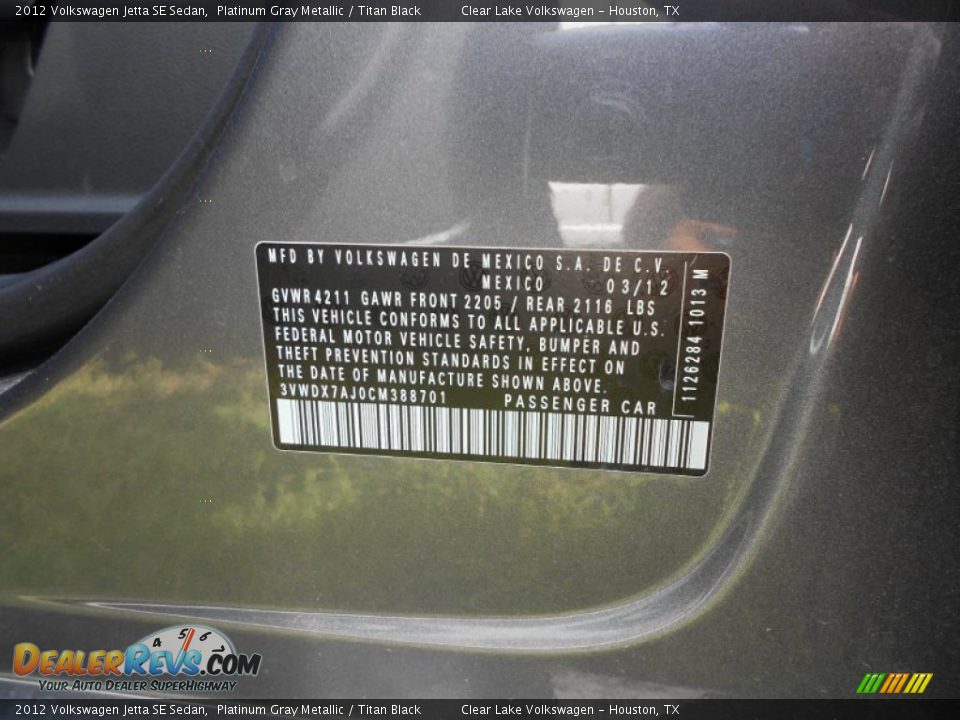 2012 Volkswagen Jetta SE Sedan,  Platinum Gray Metallic / Titan Black        Clear Lake Volkswagen - Houston, TX
MFD BY VOLKSWAGEN DE MEXICO S.A. DE C.V.
MEXICO 03/12
GVWR 4211 GAWR FRONT 2205 / REAR 2116 LBS
THIS VEHICLE CONFORMS TO ALL APPLICABLE U.S.
FEDERAL MOTOR VEHICLE SAFETY, BUMPER AND
THEFT PREVENTION STANDARDS IN EFFECT ON
THE DATE OF MANUFACTURE SHOWN ABOVE.
3VWDX7AJ0CM388701 PASSENGER CAR
1126284 1013 M
4 5 6
DEALERREVS.COM
YOUR AUTO DEALER SUPERHIGHWAY
2012 Volkswagen Jetta SE Sedan,  Platinum Gray Metallic / Titan Black        Clear Lake Volkswagen - Houston, TX